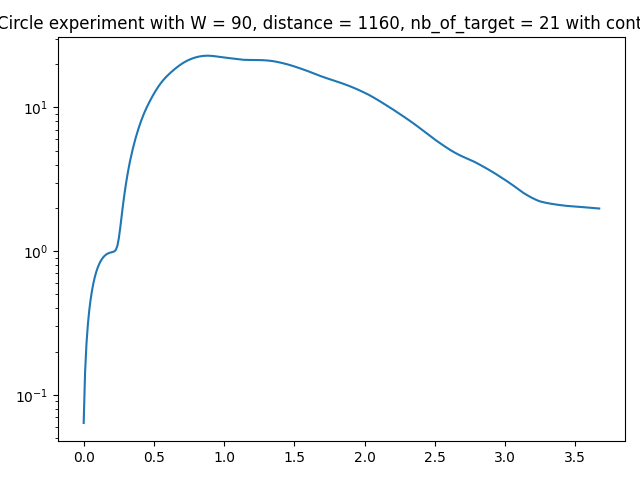 Circle experiment with W = 90, distance = 1160, nb_of_target = 21 with cont
10¹
10⁰
10⁻¹
0.0 0.5 1.0 1.5 2.0 2.5 3.0 3.5